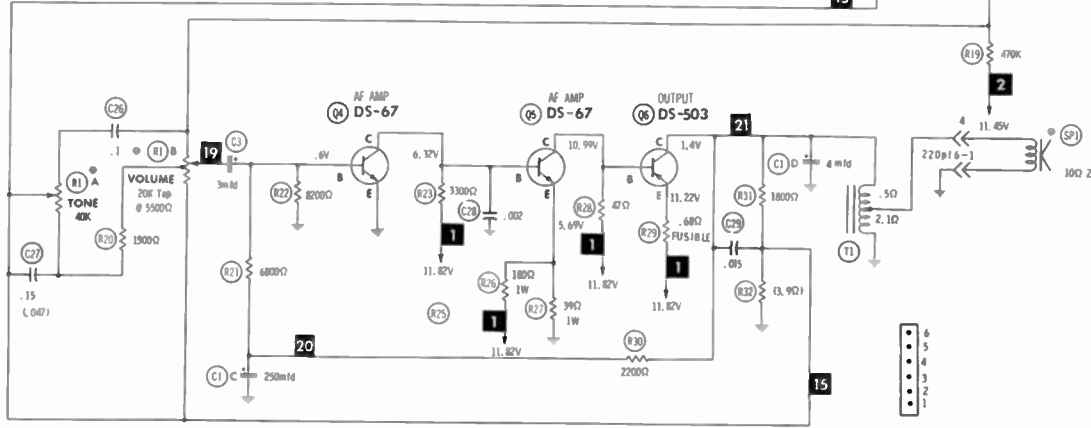 15
R19 470K
2
11.45V
C26
.1
R1 B
19
C3
3mfd
VOLUME
20K Tap
@ 5500Ω
R1 A
TONE
40K
R20
1900Ω
C27
.15
(.047)
R21
6800Ω
R22
8200Ω
.6V
AF AMP
Q4 DS-67
C
B
E
6.32V
R23
3300Ω
1
11.82V
C28
.002
AF AMP
Q5 DS-67
C
B
E
10.99V
5.69V
R26
180Ω
1W
1
11.82V
R25
R27
39Ω
1W
R28
47Ω
1
11.82V
OUTPUT
Q6 DS-503
C
B
E
1.4V
11.22V
R29
.68Ω
FUSIBLE
1
11.82V
21
C1 D
4 mfd
R31
1800Ω
C29
.015
R32
(3.9Ω)
T1
.5Ω
2.1Ω
4
220pf 6-1
SP1
10Ω Z
20
C1 C
250mfd
R30
2200Ω
15
6
5
4
3
2
1